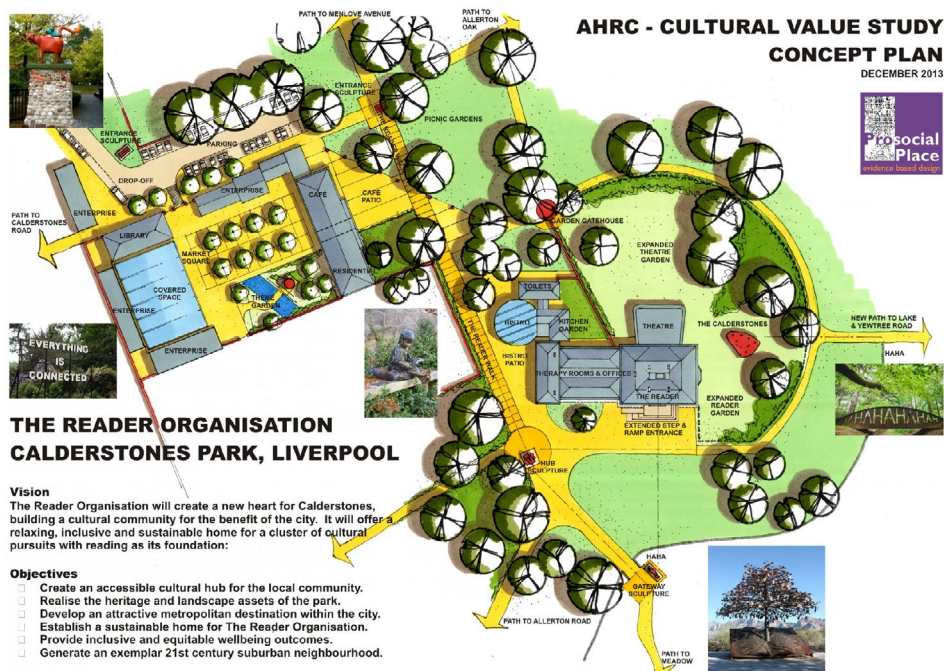 AHRC - CULTURAL VALUE STUDY
CONCEPT PLAN
DECEMBER 2013
Prosocial
Place
evidence based design
PATH TO MENLOVE AVENUE
PATH TO
ALLERTON
OAK
ENTRANCE
SCULPTURE
PICNIC GARDENS
ENTRANCE
SCULPTURE
PARKING
DROP-OFF
ENTERPRISE
CAFÉ
CAFÉ
PATIO
ENTERPRISE
PATH TO
CALDERSTONES
ROAD
LIBRARY
GARDEN GATEHOUSE
MARKET
SQUARE
EXPANDED
THEATRE
GARDEN
RESIDENTIAL
COVERED
SPACE
THEME
GARDEN
TOILETS
ENTERPRISE
BISTRO
KITCHEN
GARDEN
THEATRE
THE CALDERSTONES
NEW PATH TO LAKE
& YEWTREE ROAD
HAHA
ENTERPRISE
THE READER WALK
BISTRO
PATIO
THERAPY ROOMS & OFFICES
THE READER
EXPANDED
READER
GARDEN
EXTENDED STEP &
RAMP ENTRANCE
EVERYTHING
IS
CONNECTED
HAHAHAHA
HUB
SCULPTURE
HAHA
GATEWAY
SCULPTURE
PATH TO ALLERTON ROAD
PATH TO
MEADOW
THE READER ORGANISATION
CALDERSTONES PARK, LIVERPOOL
Vision
The Reader Organisation will create a new heart for Calderstones,
building a cultural community for the benefit of the city. It will offer a
relaxing, inclusive and sustainable home for a cluster of cultural
pursuits with reading as its foundation:
Objectives
Create an accessible cultural hub for the local community.
Realise the heritage and landscape assets of the park.
Develop an attractive metropolitan destination within the city.
Establish a sustainable home for The Reader Organisation.
Provide inclusive and equitable wellbeing outcomes.
Generate an exemplar 21st century suburban neighbourhood.